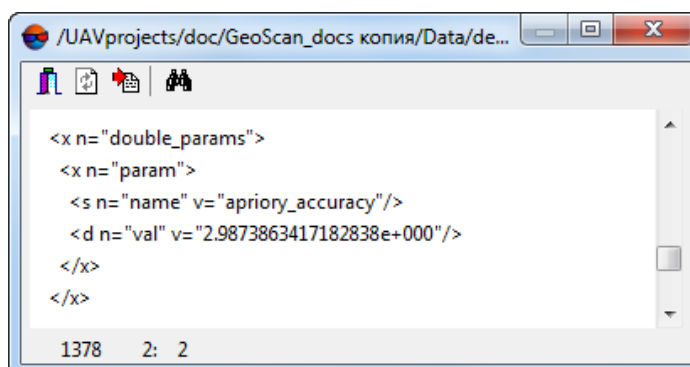 /UAVprojects/doc/GeoScan_docs копия/Data/de...
<x n="double_params">
<x n="param">
<s n="name" v="apriory_accuracy"/>
<d n="val" v="2.9873863417182838e+000"/>
</x>
</x>
1378 2: 2